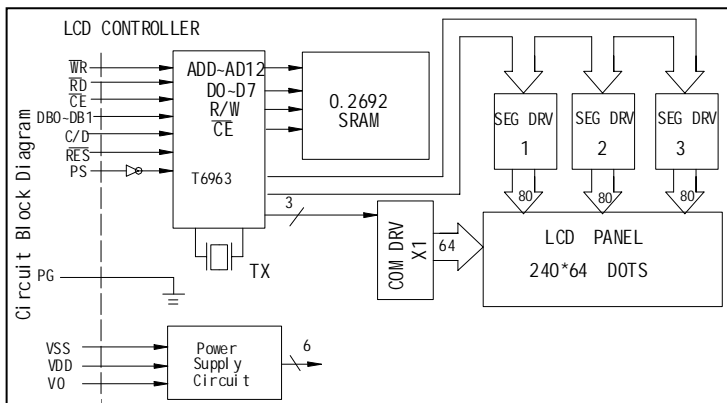 LCD CONTROLLER
Circuit Block Diagram
WR
RD
CE
DB0~DB1
C/D
RES
PS
ADD~AD12
D0~D7
R/W
CE
T6963
0.2692
SRAM
SEG DRV
1
SEG DRV
2
SEG DRV
3
80
80
80
3
COM DRV
X1
64
LCD PANEL
240*64 DOTS
TX
PG
VSS
VDD
VO
Power
Supply
Circuit
6